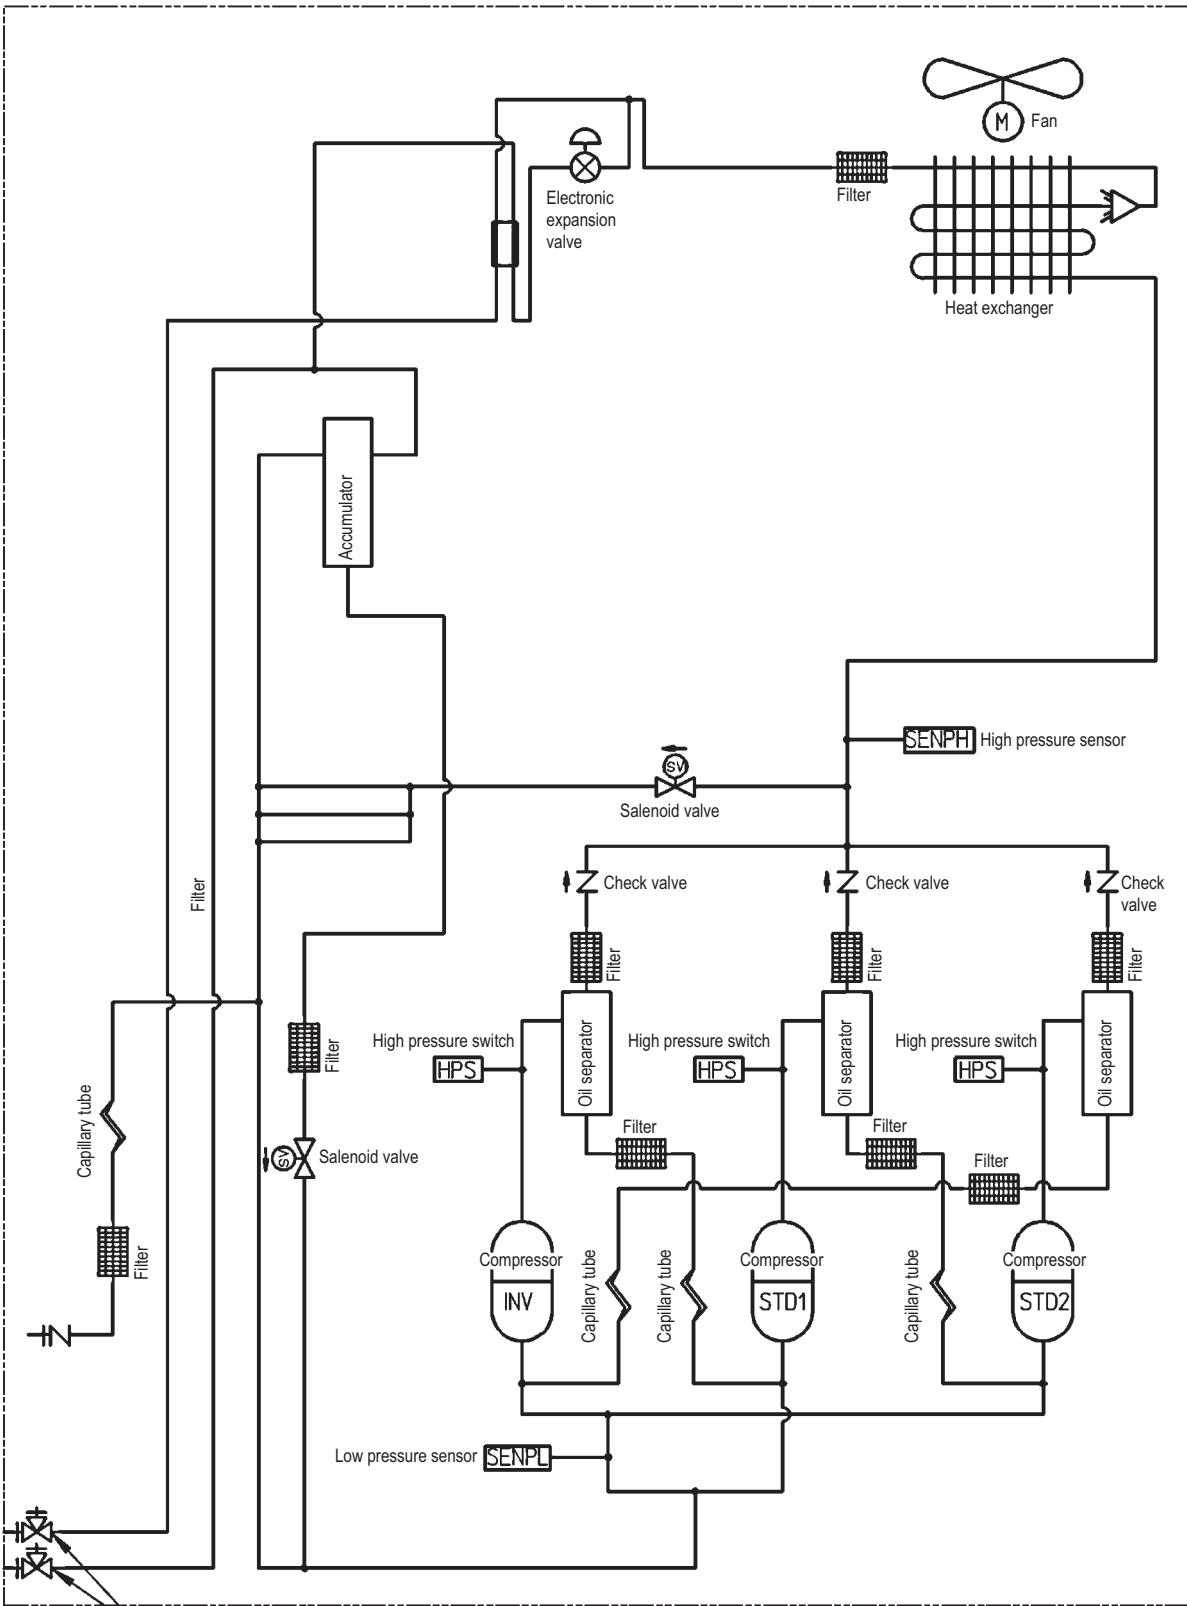 M
Fan
Filter
Electronic
expansion
valve
Heat exchanger
Accumulator
SENPH
High pressure sensor
SV
Salenoid valve
Filter
Check valve
Check valve
Check
valve
Filter
Filter
Filter
High pressure switch
HPS
Oil separator
High pressure switch
HPS
Oil separator
High pressure switch
HPS
Oil separator
Filter
Capillary tube
SV
Salenoid valve
Filter
Filter
Filter
Filter
Compressor
INV
Capillary tube
Capillary tube
Compressor
STD1
Capillary tube
Compressor
STD2
Low pressure sensor
SENPL